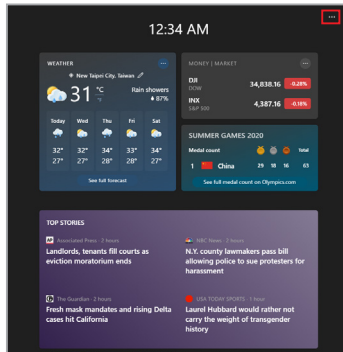 ...
12:34 AM
WEATHER
...
New Taipei City, Taiwan
31 °C
°F
Rain showers
87%
Today Wed Thu Fri Sat
32° 32° 34° 33° 34°
27° 27° 28° 28° 27°
See full forecast
MONEY | MARKET
...
DJI
DOW
34,838.16 -0.28%
INX
S&P 500
4,387.16 -0.18%
SUMMER GAMES 2020
Medal count Total
1 China 29 18 16 63
See full medal count on Olympics.com
TOP STORIES
AP Associated Press · 2 hours
Landlords, tenants fill courts as
eviction moratorium ends
NBC News · 3 hours
N.Y. county lawmakers pass bill
allowing police to sue protesters for
harassment
The Guardian · 2 hours
Fresh mask mandates and rising Delta
cases hit California
USA TODAY SPORTS · 1 hour
Laurel Hubbard would rather not
carry the weight of transgender
history